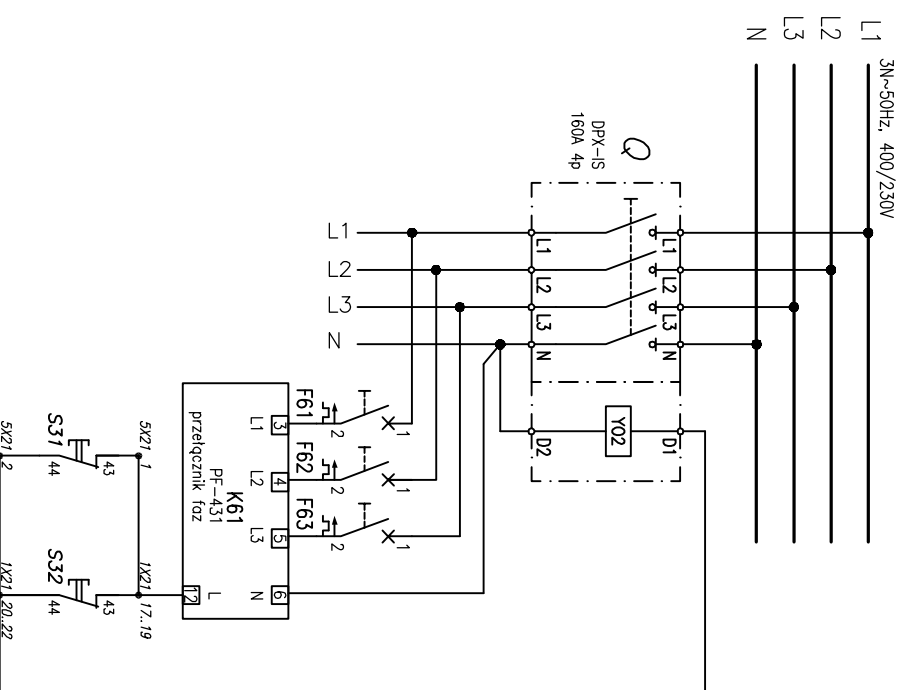 L1
L2
L3
N
3N~50Hz, 400/230V
Q
DPX-IS
160A 4p
L1
L2
L3
N
L1
L2
L3
N
L1
L2
L3
N
Y02
D1
D2
F61
2
1
F62
2
1
F63
2
1
L1
3
L2
4
L3
5
N
6
K61
PF-431
przełącznik faz
12
L
S31
44
43
5X21
1
5X21
2
S32
44
43
1X21
17..19
1X21
20..22